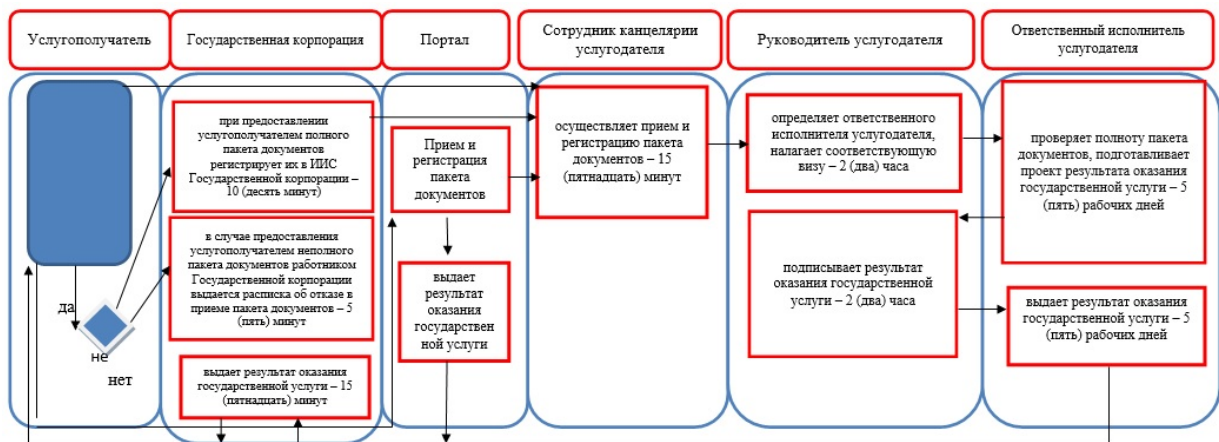 Услугополучатель
Государственная корпорация
Портал
Сотрудник канцелярии
услугодателя
Руководитель услугодателя
Ответственный исполнитель
услугодателя
при предоставлении
услугополучателем полного
пакета документов
регистрирует их в ИИС
Государственной корпорации –
10 (десять минут)
в случае предоставления
услугополучателем неполного
пакета документов работником
Государственной корпорации
выдается расписка об отказе в
приеме пакета документов – 5
(пять) минут
да
не
нет
выдает результат оказания
государственной услуги – 15
(пятнадцать) минут
Прием и
регистрация
пакета
документов
выдает
результат
оказания
государствен
ной услуги
осуществляет прием и
регистрацию пакета
документов – 15
(пятнадцать) минут
определяет ответственного
исполнителя услугодателя,
налагает соответствующую
визу – 2 (два) часа
подписывает результат
оказания государственной
услуги – 2 (два) часа
проверяет полноту пакета
документов, подготавливает
проект результата оказания
государственной услуги – 5
(пять) рабочих дней
выдает результат оказания
государственной услуги – 5
(пять) рабочих дней